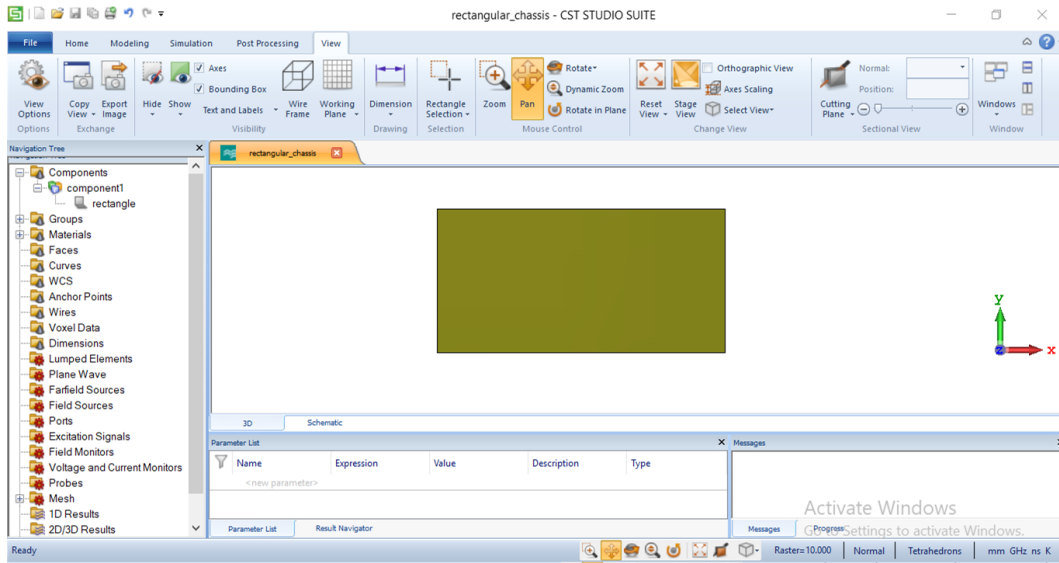 rectangular_chassis - CST STUDIO SUITE
File Home Modeling Simulation Post Processing View
View Options
Copy View
Export Image
Hide Show
Axes
Bounding Box
Text and Labels
Wire Frame
Working Plane
Dimension
Rectangle Selection
Zoom
Pan
Rotate
Dynamic Zoom
Rotate in Plane
Reset View
Stage View
Orthographic View
Axes Scaling
Select View
Cutting Plane
Normal:
Position:
Windows
Options Exchange Visibility Drawing Selection Mouse Control Change View Sectional View Window
Navigation Tree
rectangular_chassis
Components
component1
rectangle
Groups
Materials
Faces
Curves
WCS
Anchor Points
Wires
Voxel Data
Dimensions
Lumped Elements
Plane Wave
Farfield Sources
Field Sources
Ports
Excitation Signals
Field Monitors
Voltage and Current Monitors
Probes
Mesh
1D Results
2D/3D Results
y
x
3D Schematic
Parameter List
Name Expression Value Description Type
<new parameter>
Parameter List Result Navigator
Messages
Messages Progress
Activate Windows
Go to Settings to activate Windows.
Ready
Raster=10.000 Normal Tetrahedrons mm GHz ns K